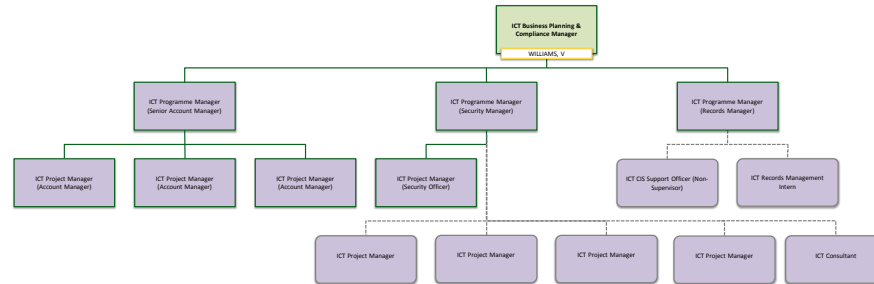 ICT Business Planning &
Compliance Manager
WILLIAMS, V
ICT Programme Manager
(Senior Account Manager)
ICT Programme Manager
(Security Manager)
ICT Programme Manager
(Records Manager)
ICT Project Manager
(Account Manager)
ICT Project Manager
(Account Manager)
ICT Project Manager
(Account Manager)
ICT Project Manager
(Security Officer)
ICT CIS Support Officer (Non-
Supervisor)
ICT Records Management
Intern
ICT Project Manager
ICT Project Manager
ICT Project Manager
ICT Project Manager
ICT Consultant